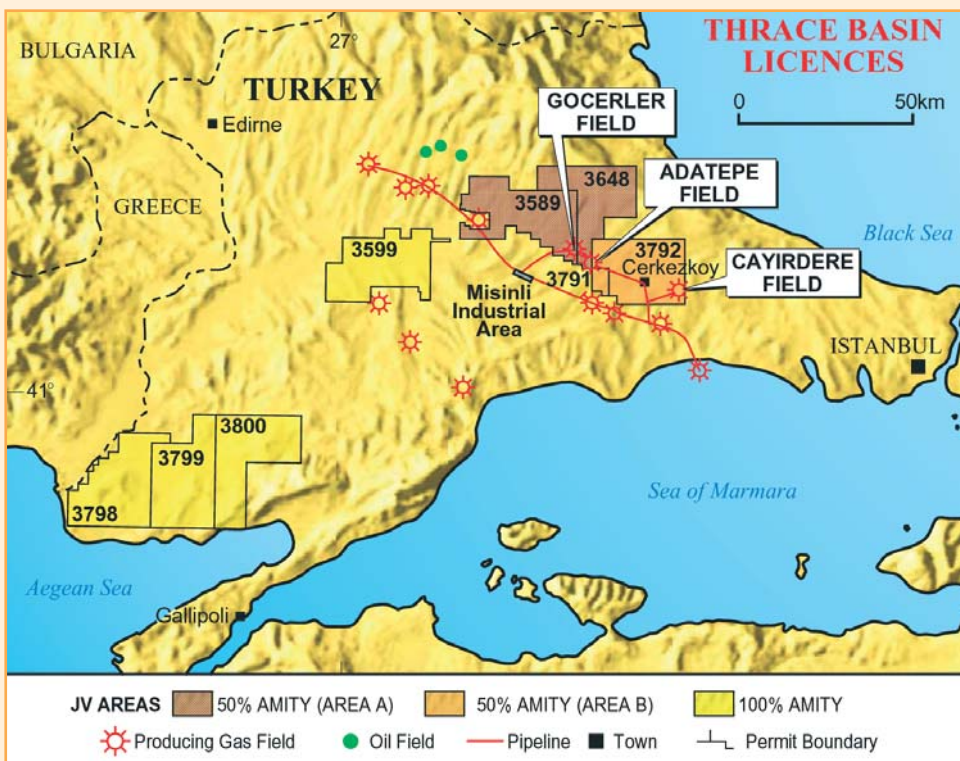 THRACE BASIN
LICENCES
0 50km
BULGARIA
27°
TURKEY
Edirne
GOCERLER
FIELD
ADATEPE
FIELD
GREECE
3648
3589
Black Sea
3599
3792
3791
Cerkezkoy
CAYIRDERE
FIELD
Misinli
Industrial
Area
ISTANBUL
41°
3800
3799
3798
Sea of Marmara
Aegean Sea
Gallipoli
JV AREAS 50% AMITY (AREA A) 50% AMITY (AREA B) 100% AMITY
Producing Gas Field Oil Field Pipeline Town Permit Boundary